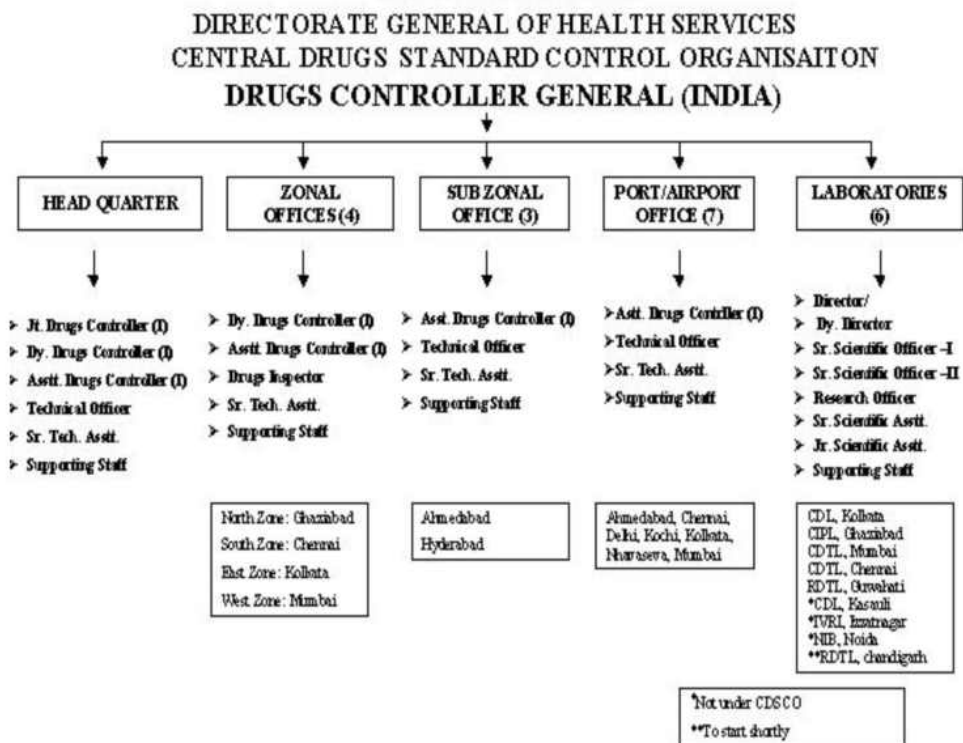 DIRECTORATE GENERAL OF HEALTH SERVICES
CENTRAL DRUGS STANDARD CONTROL ORGANISAITON
DRUGS CONTROLLER GENERAL (INDIA)
HEAD QUARTER
Jt. Drugs Controller (I)
Dy. Drugs Controller (I)
Asstt. Drugs Controller (I)
Technical Officer
Sr. Tech. Asstt.
Supporting Staff
ZONAL
OFFICES (4)
Dy. Drugs Controller (I)
Asstt. Drugs Controller (I)
Drugs Inspector
Sr. Tech. Asstt.
Supporting Staff
North Zone: Ghaziabad
South Zone: Chennai
East Zone: Kolkata
West Zone: Mumbai
SUB ZONAL
OFFICE (3)
Asst. Drugs Controller (I)
Technical Officer
Sr. Tech. Asstt.
Supporting Staff
Ahmedabad
Hyderabad
PORT/AIRPORT
OFFICE (7)
Astt. Drugs Contrller (I)
Technical Officer
Sr. Tech. Asstt.
Supporting Staff
Ahmedabad, Chennai,
Delhi, Kochi, Kolkata,
Nhavaseva, Mumbai
LABORATORIES
(6)
Director/
Dy. Director
Sr. Scientific Officer –I
Sr. Scientific Officer –II
Research Officer
Sr. Scientific Asstt.
Jr. Scientific Asstt.
Supporting Staff
CDL, Kolkata
CIPL, Ghaziabad
CDTL, Mumbai
CDTL, Chennai
RDTL, Guwahati
*CDL, Kasauli
*IVRI, Izzatnagar
*NIB, Noida
**RDTL, chandigarh
*Not under CDSCO
**To start shortly